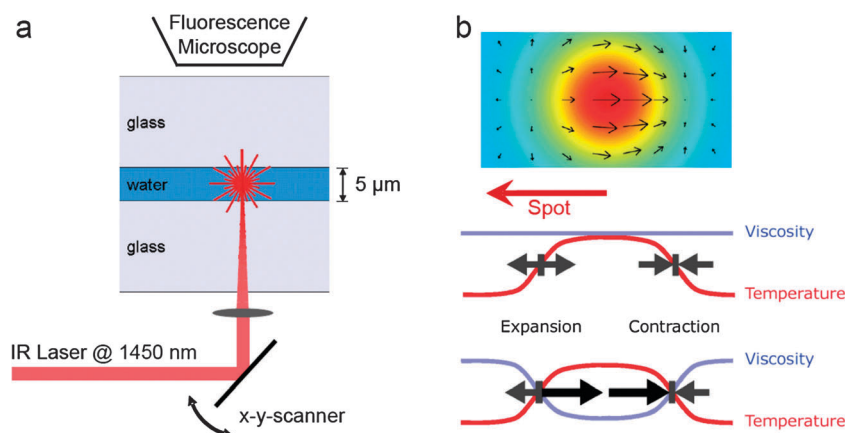 a
Fluorescence
Microscope
glass
water
5 µm
glass
IR Laser @ 1450 nm
x-y-scanner
b
Spot
Viscosity
Temperature
Expansion
Contraction
Viscosity
Temperature